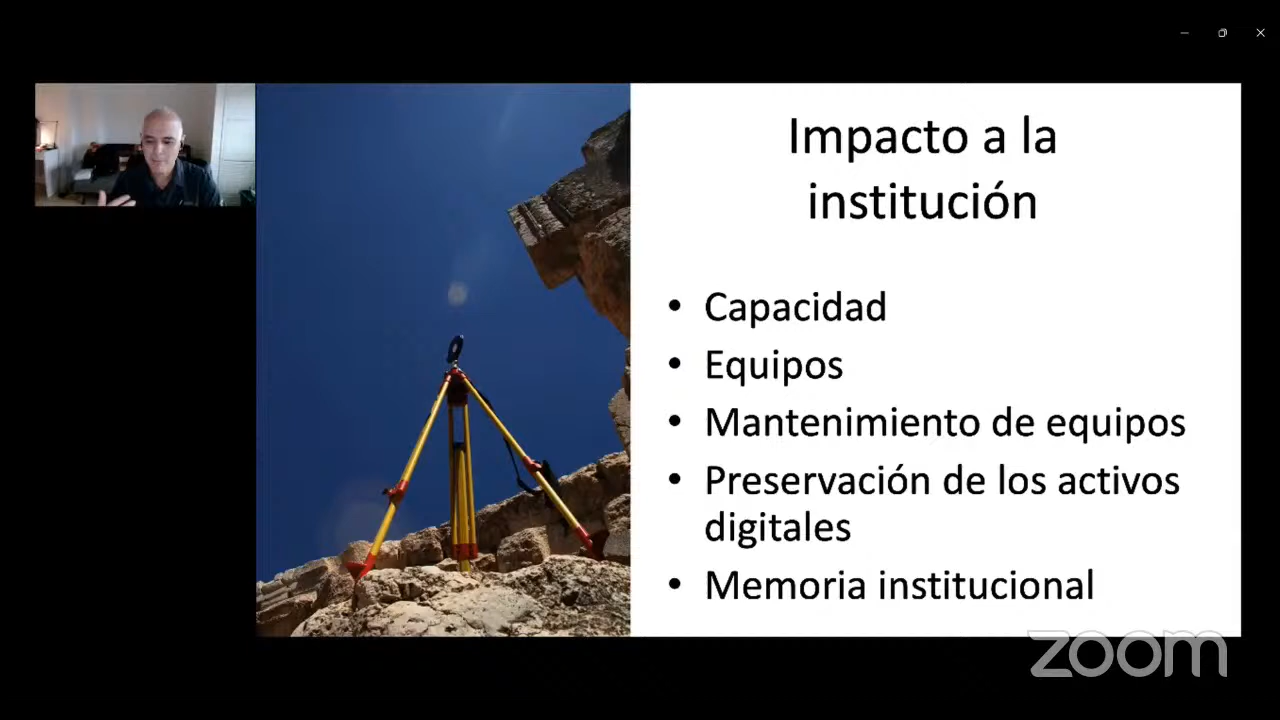 Impacto a la
institución
• Capacidad
• Equipos
• Mantenimiento de equipos
• Preservación de los activos
digitales
• Memoria institucional
zoom